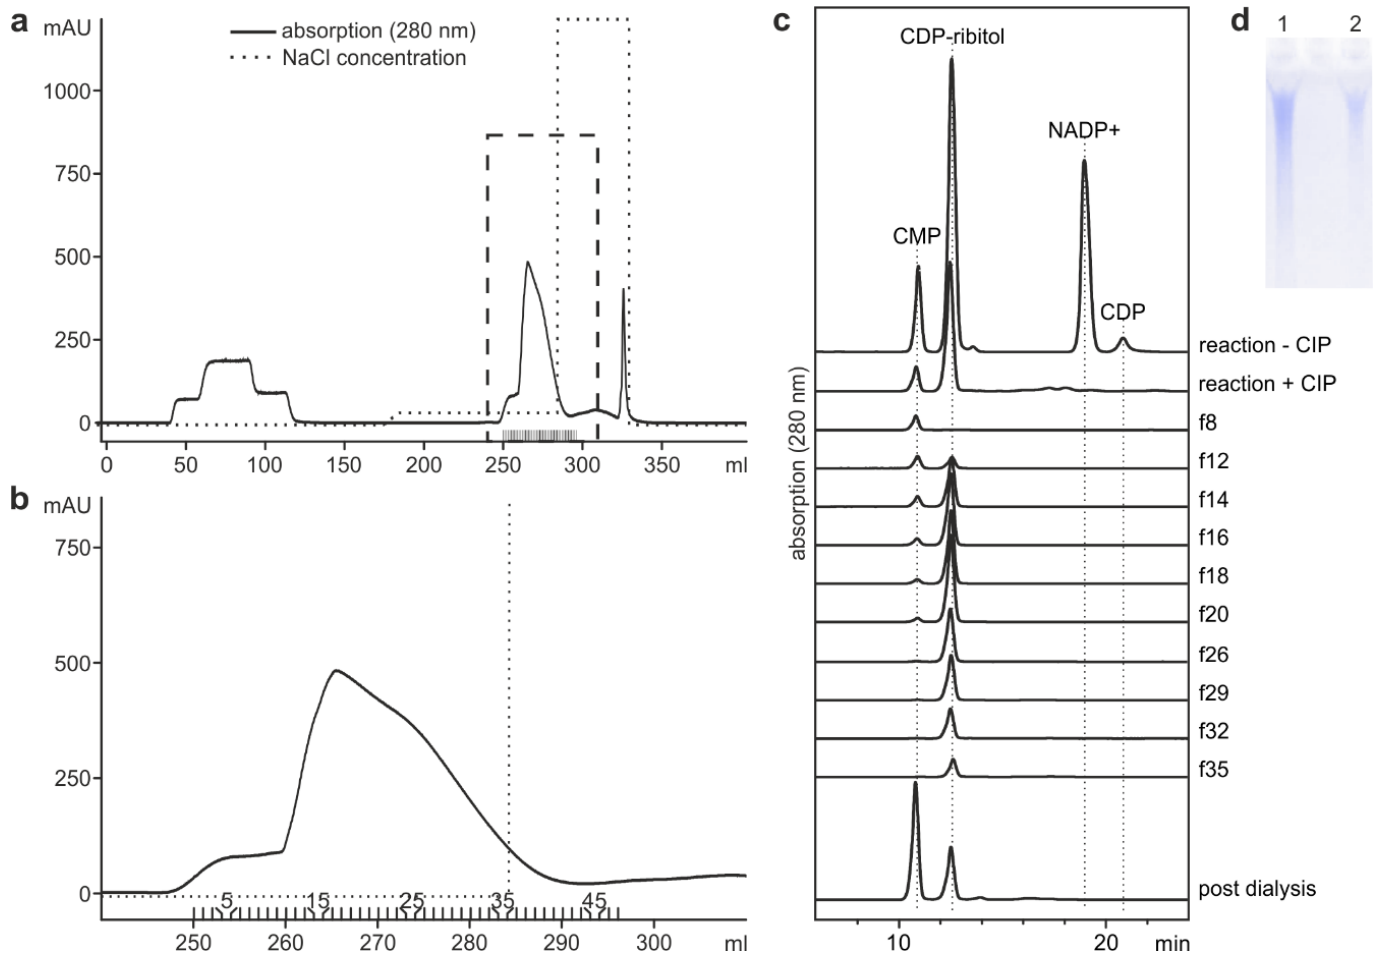 a
mAU
absorption (280 nm)
NaCl concentration
1000
750
500
250
0
0 50 100 150 200 250 300 350 ml
b
mAU
750
500
250
0
5 15 25 35 45
250 260 270 280 290 300 ml
c
CDP-ribitol
NADP+
CMP
CDP
absorption (280 nm)
reaction - CIP
reaction + CIP
f8
f12
f14
f16
f18
f20
f26
f29
f32
f35
post dialysis
10 20 min
d
1 2